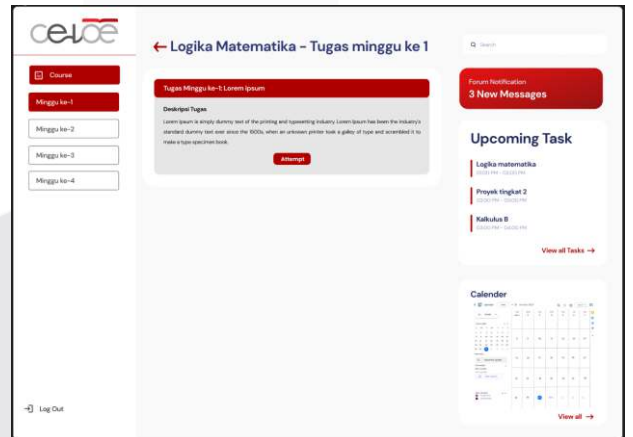 celoe
← Logika Matematika - Tugas minggu ke 1
Search
Course
Minggu ke-1
Minggu ke-2
Minggu ke-3
Minggu ke-4
Log Out
Tugas Minggu ke-1: Lorem ipsum
Deskripsi Tugas
Lorem Ipsum is simply dummy text of the printing and typesetting industry. Lorem Ipsum has been the industry's
standard dummy text ever since the 1500s, when an unknown printer took a galley of type and scrambled it to
make a type specimen book.
Attempt
Forum Notification
3 New Messages
Upcoming Task
Logika matematika
Proyek tingkat 2
Kalkulus B
View all Tasks →
Calender
View all →